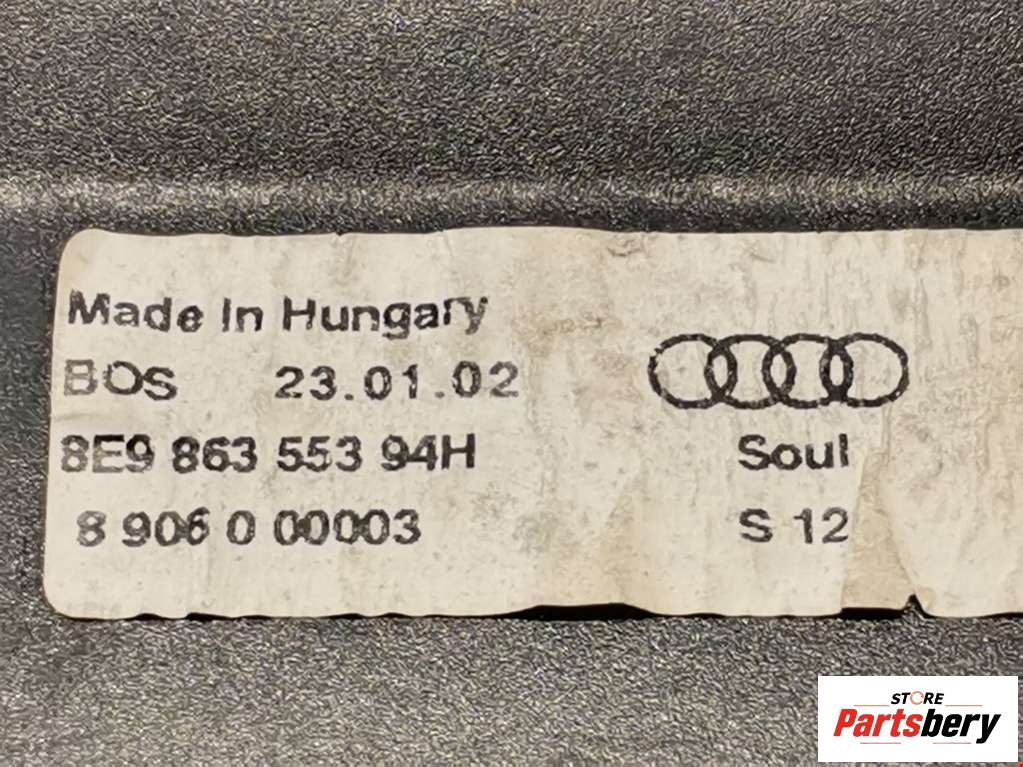 Made In Hungary
BOS 23.01.02
8E9 863 553 94H
Soul
8 906 0 00003
S 12
STORE
Partsbery